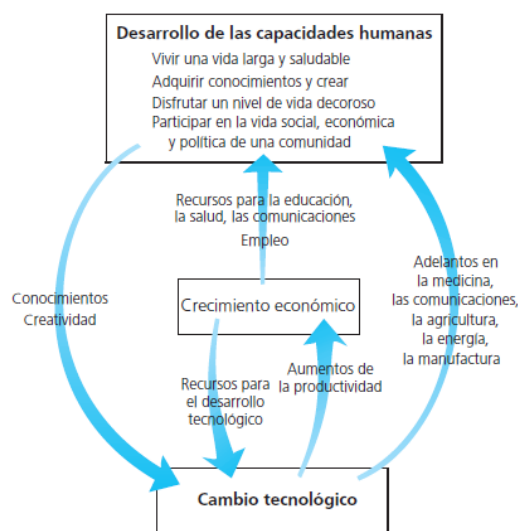 Desarrollo de las capacidades humanas
Vivir una vida larga y saludable
Adquirir conocimientos y crear
Disfrutar un nivel de vida decoroso
Participar en la vida social, económica
y política de una comunidad
Recursos para la educación,
la salud, las comunicaciones
Empleo
Conocimientos
Creatividad
Crecimiento económico
Adelantos en
la medicina,
las comunicaciones,
la agricultura,
la energía,
la manufactura
Recursos para
el desarrollo
tecnológico
Aumentos de
la productividad
Cambio tecnológico